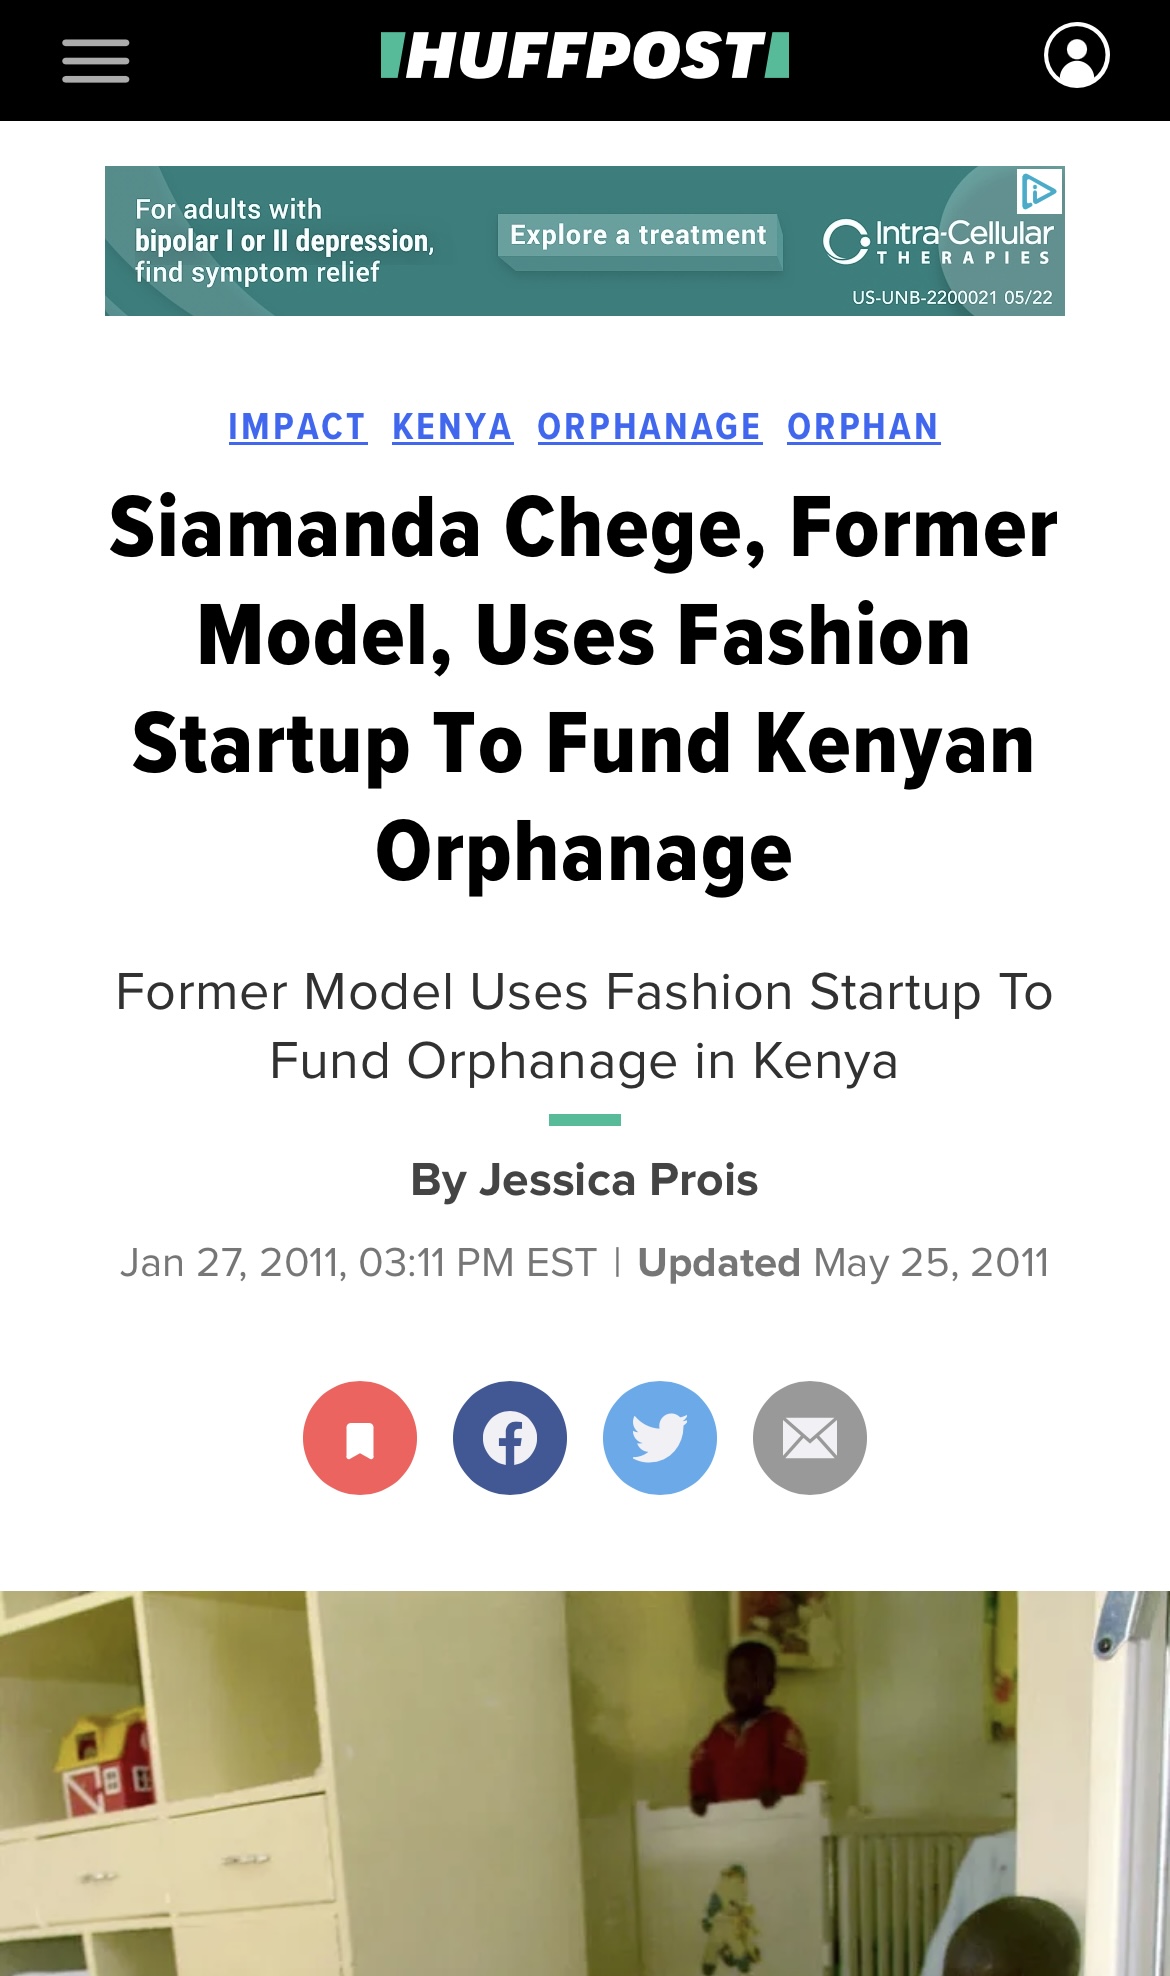 HUFFPOST
For adults with
bipolar I or II depression,
find symptom relief
Explore a treatment
Intra-Cellular
THERAPIES
US-UNB-2200021 05/22
IMPACT KENYA ORPHANAGE ORPHAN
Siamanda Chege, Former
Model, Uses Fashion
Startup To Fund Kenyan
Orphanage
Former Model Uses Fashion Startup To
Fund Orphanage in Kenya
By Jessica Prois
Jan 27, 2011, 03:11 PM EST | Updated May 25, 2011